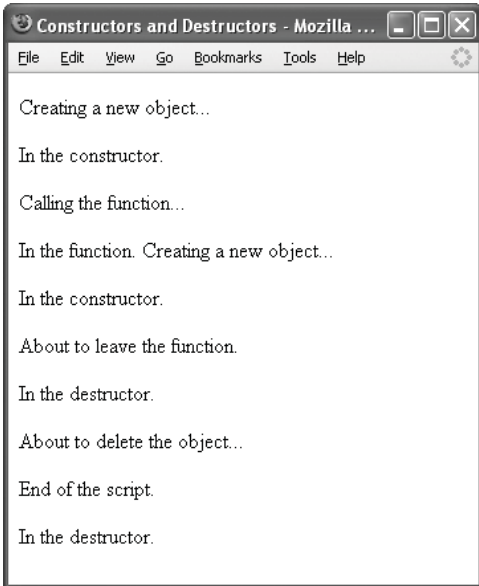 Constructors and Destructors - Mozilla ...
File Edit View Go Bookmarks Tools Help
Creating a new object...
In the constructor.
Calling the function...
In the function. Creating a new object...
In the constructor.
About to leave the function.
In the destructor.
About to delete the object...
End of the script.
In the destructor.